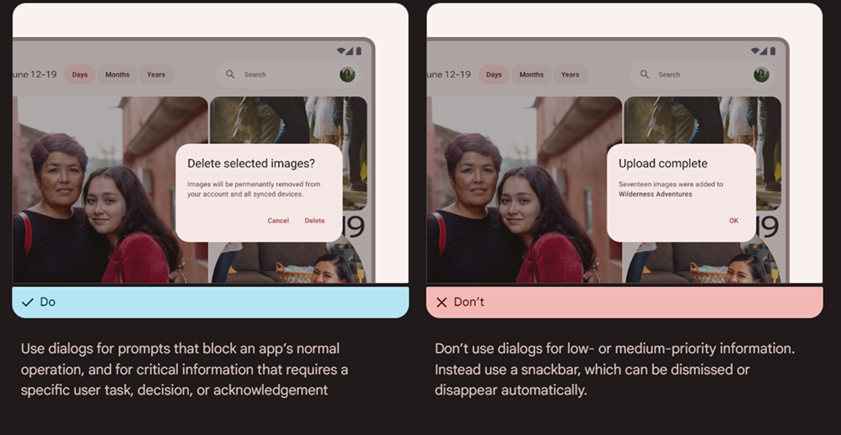 une 12–19 Days Months Years Search
Delete selected images?
Images will be permanently removed from
your account and all synced devices.
Cancel Delete
19
Do
Use dialogs for prompts that block an app's normal
operation, and for critical information that requires a
specific user task, decision, or acknowledgement
une 12–19 Days Months Years Search
Upload complete
Seventeen images were added to
Wilderness Adventures
OK
19
Don't
Don't use dialogs for low- or medium-priority information.
Instead use a snackbar, which can be dismissed or
disappear automatically.